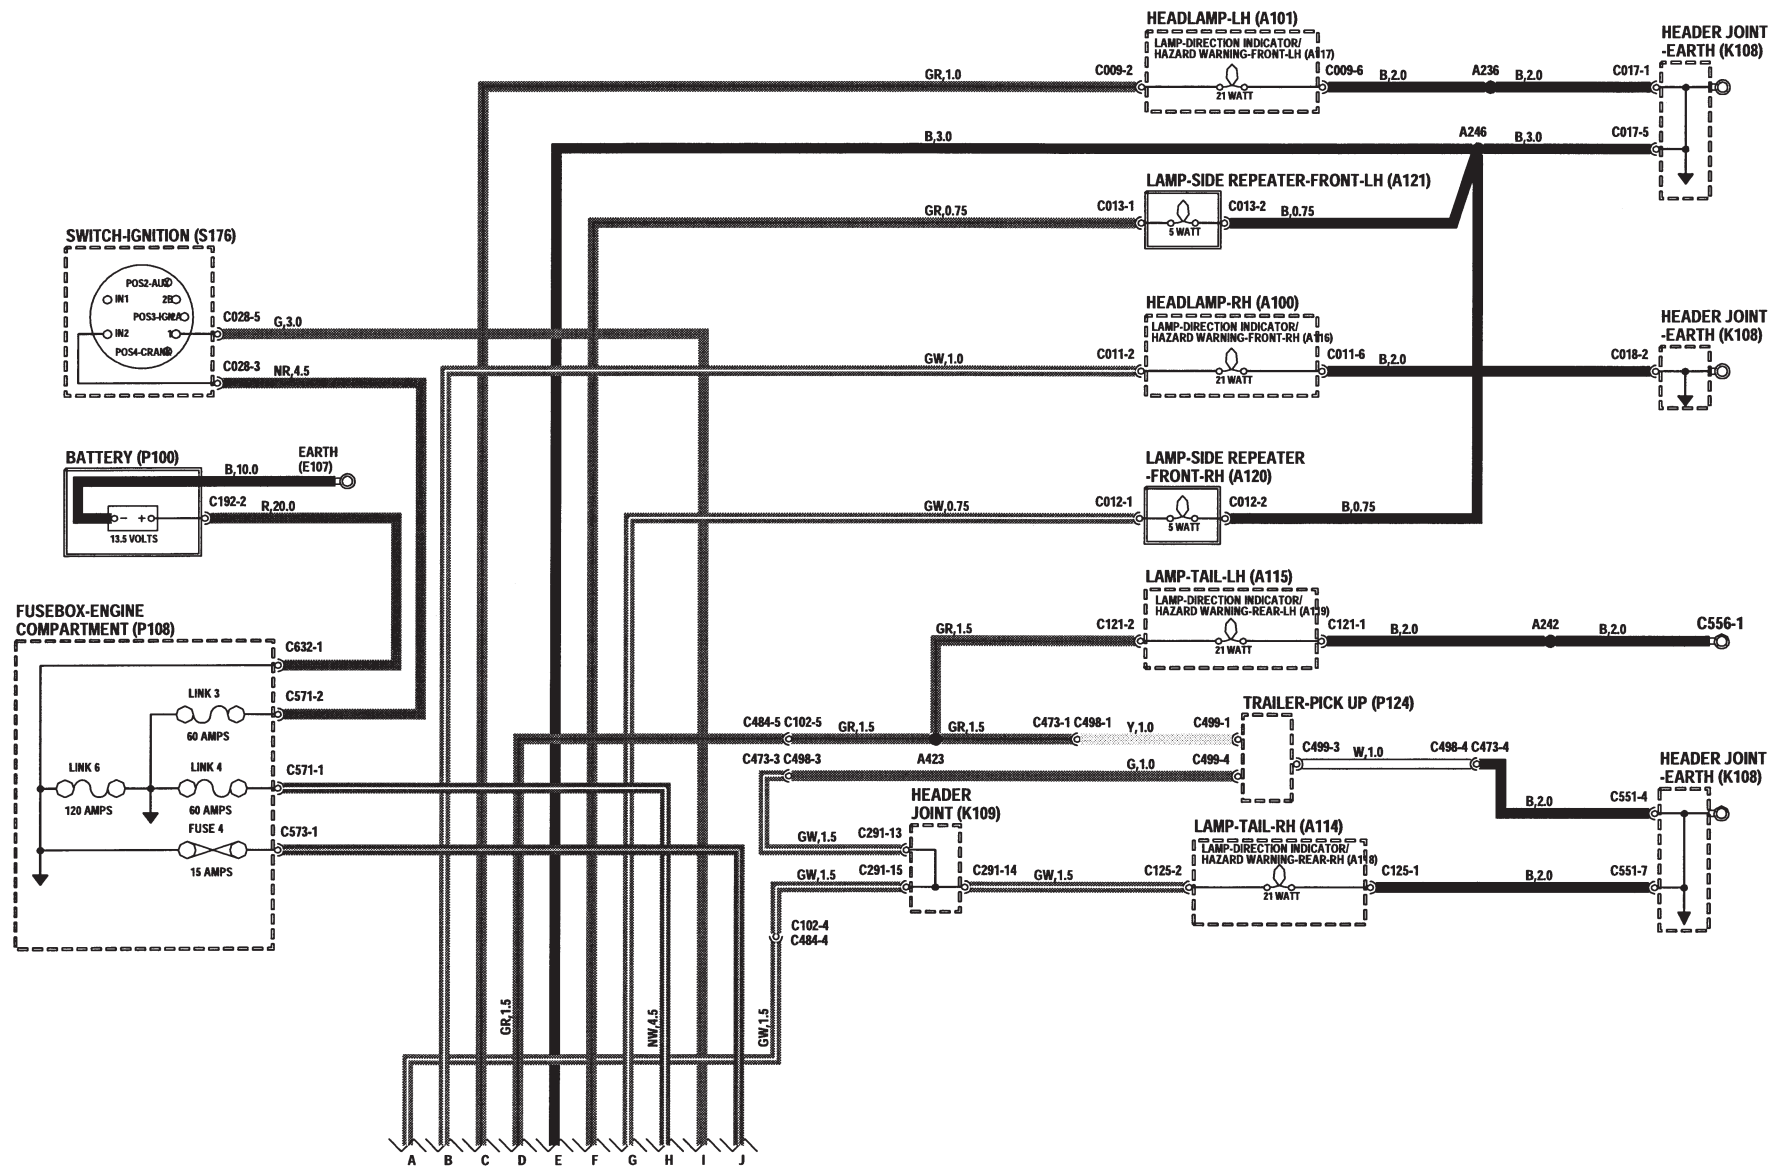 HEADLAMP-LH (A101)
LAMP-DIRECTION INDICATOR/
HAZARD WARNING-FRONT-LH (A117)
21 WATT
HEADER JOINT
-EARTH (K108)
GR,1.0
C009-2
C009-6
B,2.0
A236
B,2.0
C017-1
B,3.0
A246
B,3.0
C017-5
LAMP-SIDE REPEATER-FRONT-LH (A121)
GR,0.75
C013-1
C013-2
B,0.75
5 WATT
SWITCH-IGNITION (S176)
POS2-AUX
IN1
2B
POS3-IGN
IN2
1
POS4-CRANK
C028-5
G,3.0
C028-3
NR,4.5
HEADLAMP-RH (A100)
LAMP-DIRECTION INDICATOR/
HAZARD WARNING-FRONT-RH (A116)
21 WATT
HEADER JOINT
-EARTH (K108)
GW,1.0
C011-2
C011-6
B,2.0
C018-2
BATTERY (P100)
EARTH
(E107)
B,10.0
C192-2
R,20.0
- +
13.5 VOLTS
LAMP-SIDE REPEATER
-FRONT-RH (A120)
GW,0.75
C012-1
C012-2
B,0.75
5 WATT
LAMP-TAIL-LH (A115)
LAMP-DIRECTION INDICATOR/
HAZARD WARNING-REAR-LH (A119)
21 WATT
GR,1.5
C121-2
C121-1
B,2.0
A242
B,2.0
C556-1
FUSEBOX-ENGINE
COMPARTMENT (P108)
C632-1
LINK 3
C571-2
60 AMPS
LINK 6
LINK 4
C571-1
120 AMPS
60 AMPS
FUSE 4
C573-1
15 AMPS
TRAILER-PICK UP (P124)
C484-5 C102-5
GR,1.5
GR,1.5
C473-1 C498-1
Y,1.0
C499-1
C473-3 C498-3
A423
G,1.0
C499-4
C499-3
W,1.0
C498-4 C473-4
HEADER JOINT
-EARTH (K108)
B,2.0
C551-4
HEADER
JOINT (K109)
GW,1.5
C291-13
GW,1.5
C291-15
C291-14
GW,1.5
C125-2
LAMP-TAIL-RH (A114)
LAMP-DIRECTION INDICATOR/
HAZARD WARNING-REAR-RH (A118)
21 WATT
C125-1
B,2.0
C551-7
C102-4
C484-4
GR,1.5
NW,4.5
GW,1.5
A B C D E F G H I J